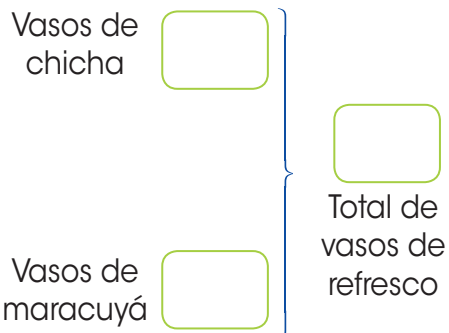 Vasos de
chicha
Total de
vasos de
refresco
Vasos de
maracuyá